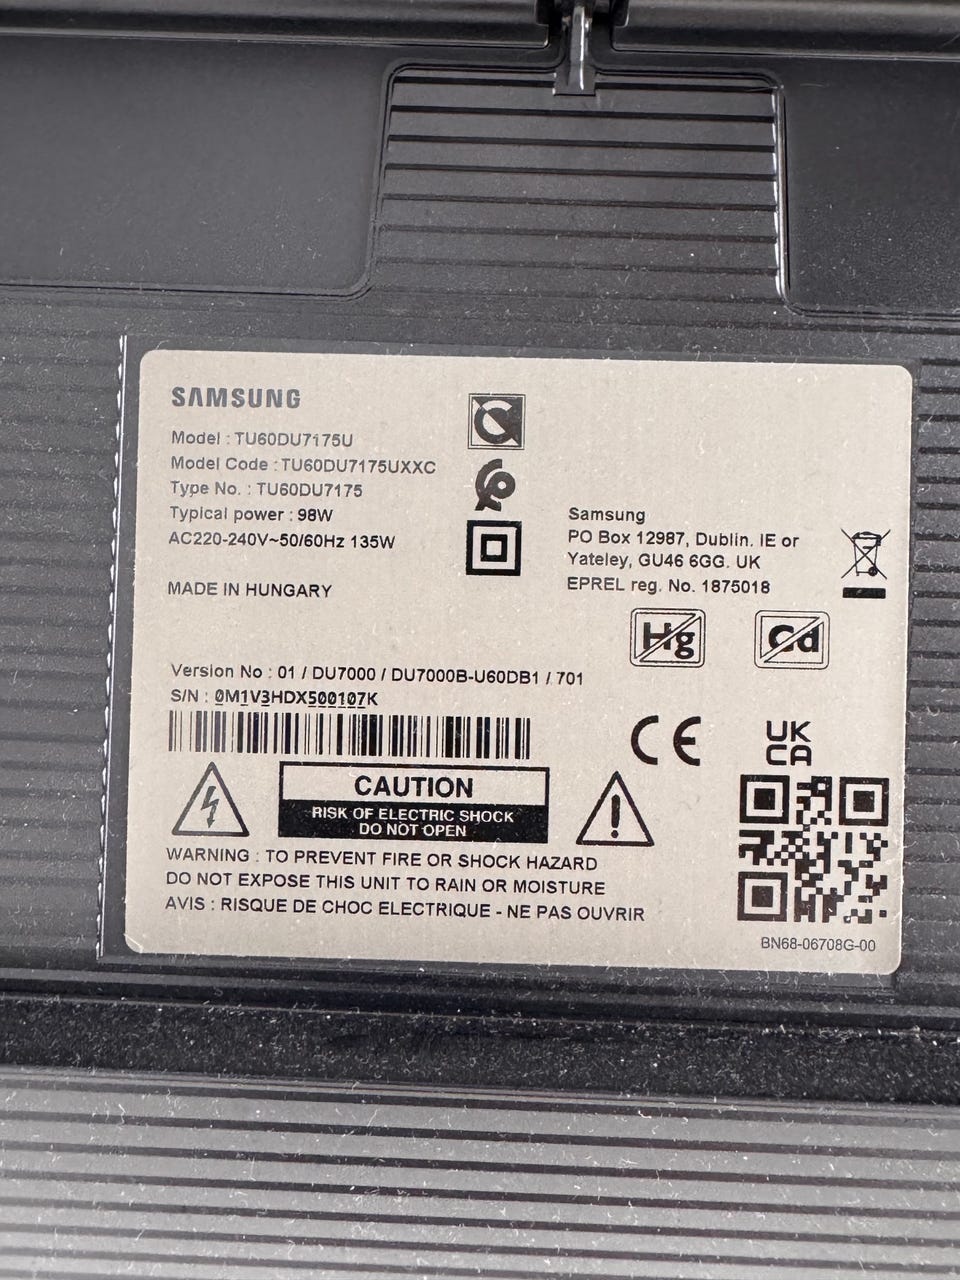 SAMSUNG
Model : TU60DU7175U
Model Code : TU60DU7175UXXC
Type No. : TU60DU7175
Typical power : 98W
AC220-240V~50/60Hz 135W
MADE IN HUNGARY
Samsung
PO Box 12987, Dublin. IE or
Yateley, GU46 6GG. UK
EPREL reg. No. 1875018
Hg
Cd
Version No : 01 / DU7000 / DU7000B-U60DB1 / 701
S/N : 0M1V3HDX500107K
CE
UK
CA
CAUTION
RISK OF ELECTRIC SHOCK
DO NOT OPEN
WARNING : TO PREVENT FIRE OR SHOCK HAZARD
DO NOT EXPOSE THIS UNIT TO RAIN OR MOISTURE
AVIS : RISQUE DE CHOC ELECTRIQUE - NE PAS OUVRIR
BN68-06708G-00